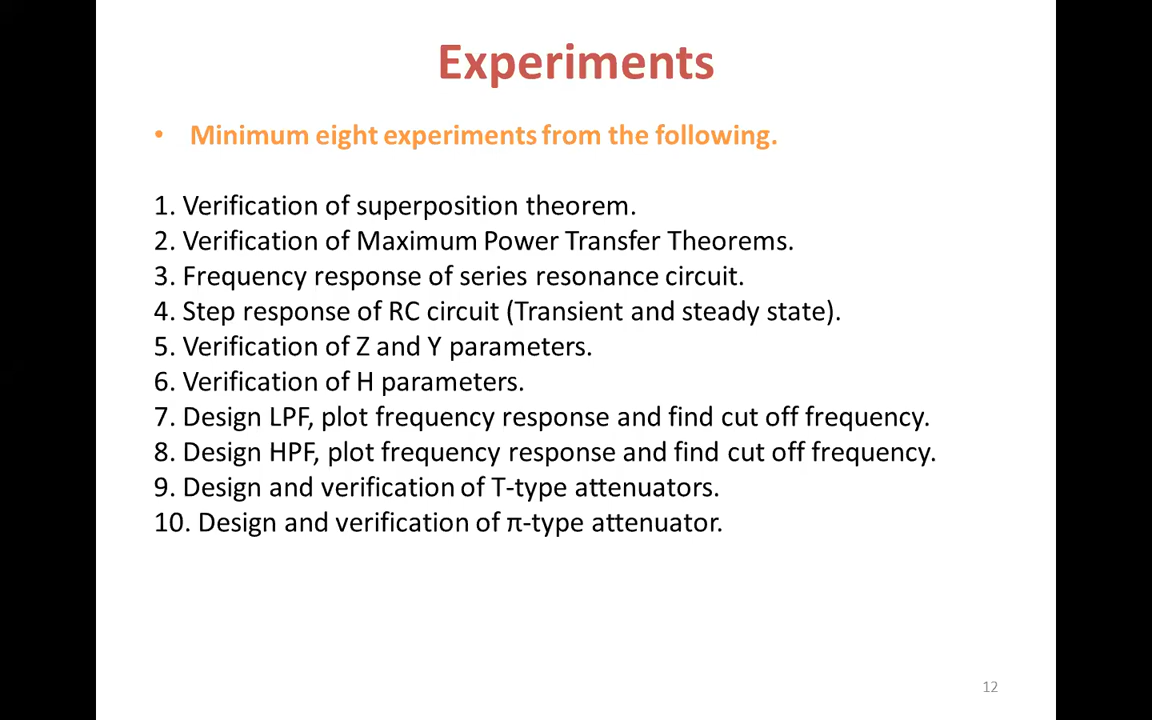 Experiments
• Minimum eight experiments from the following.
1. Verification of superposition theorem.
2. Verification of Maximum Power Transfer Theorems.
3. Frequency response of series resonance circuit.
4. Step response of RC circuit (Transient and steady state).
5. Verification of Z and Y parameters.
6. Verification of H parameters.
7. Design LPF, plot frequency response and find cut off frequency.
8. Design HPF, plot frequency response and find cut off frequency.
9. Design and verification of T-type attenuators.
10. Design and verification of π-type attenuator.
12